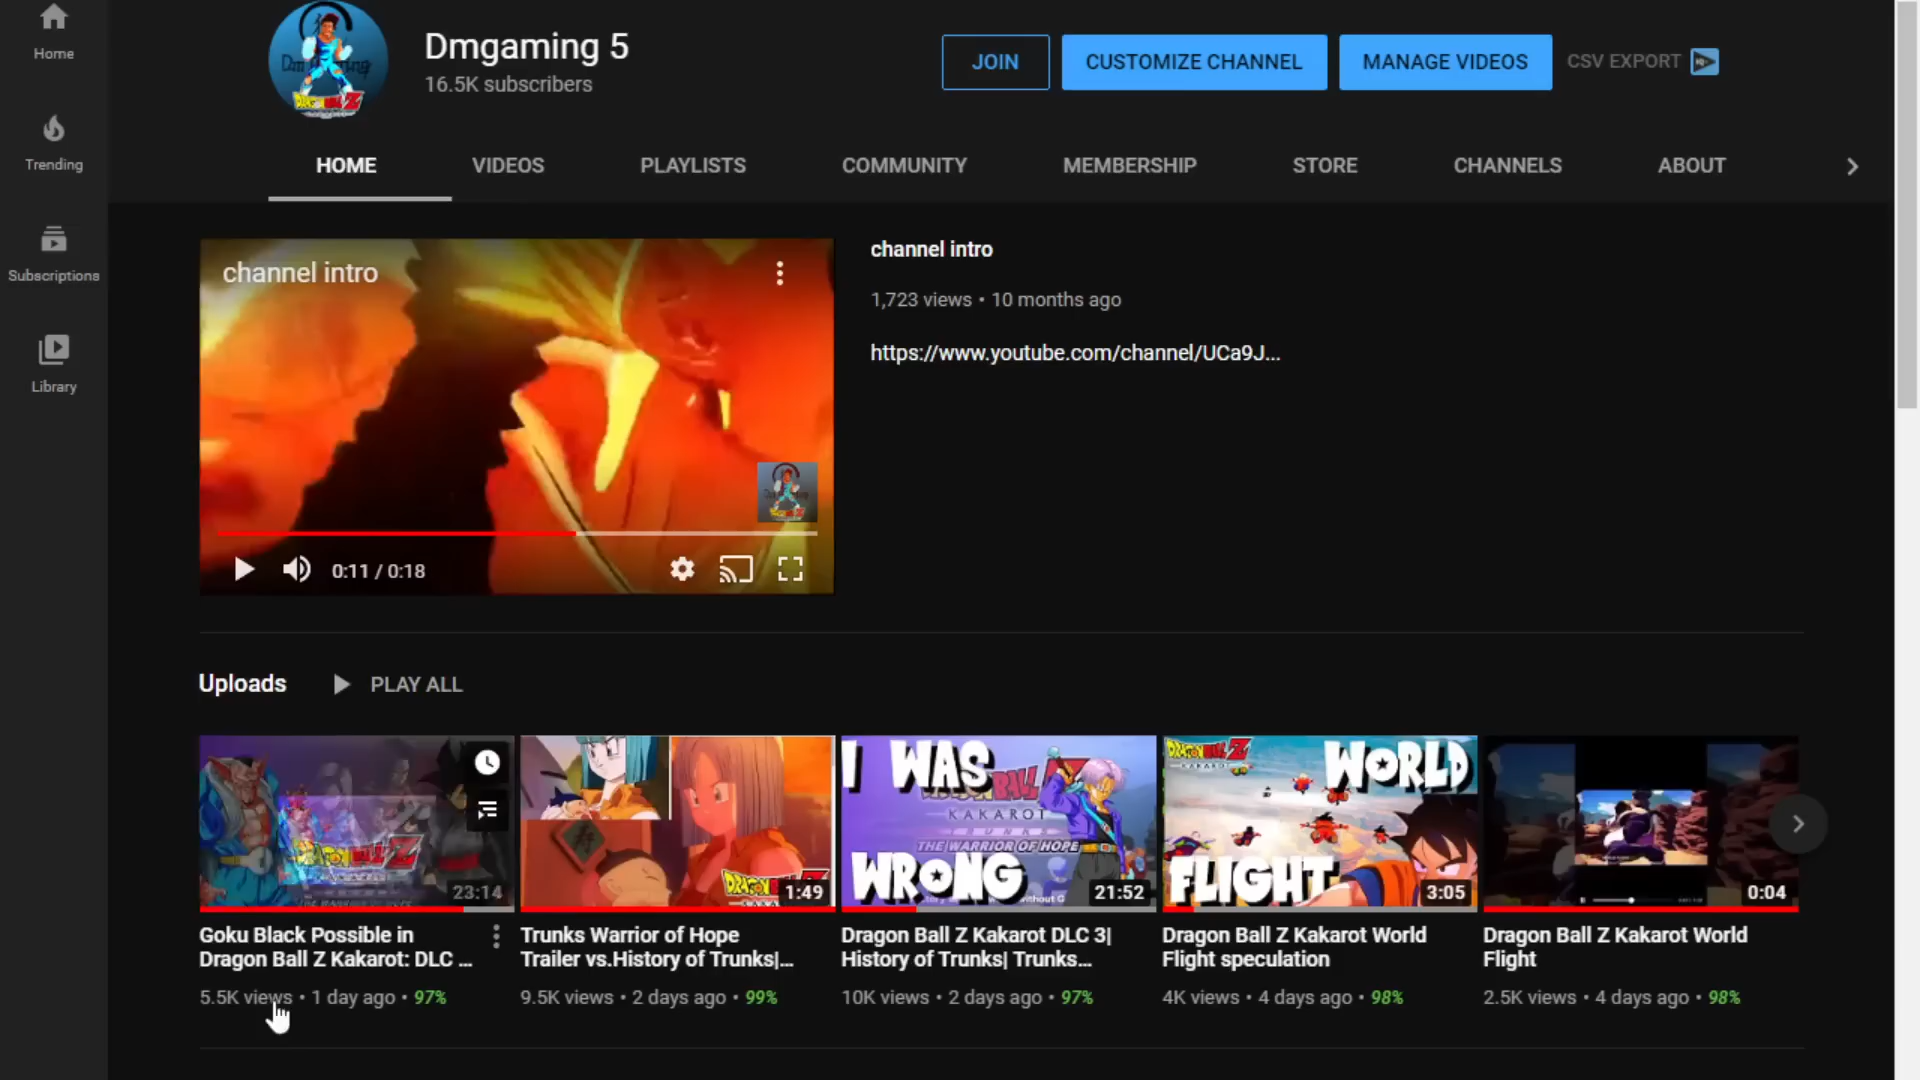 Home
Trending
Subscriptions
Library
Dmgaming 5
16.5K subscribers
JOIN
CUSTOMIZE CHANNEL
MANAGE VIDEOS
CSV EXPORT
HOME
VIDEOS
PLAYLISTS
COMMUNITY
MEMBERSHIP
STORE
CHANNELS
ABOUT
channel intro
0:11 / 0:18
channel intro
1,723 views • 10 months ago
https://www.youtube.com/channel/UCa9J...
Uploads
PLAY ALL
23:14
1:49
I WAS
KAKAROT
TRUNKS
THE WARRIOR OF HOPE
WRONG
21:52
DRAGON BALL Z
KAKAROT
WORLD
FLIGHT
3:05
0:04
Goku Black Possible in
Dragon Ball Z Kakarot: DLC ...
5.5K views • 1 day ago • 97%
Trunks Warrior of Hope
Trailer vs.History of Trunks|...
9.5K views • 2 days ago • 99%
Dragon Ball Z Kakarot DLC 3|
History of Trunks| Trunks...
10K views • 2 days ago • 97%
Dragon Ball Z Kakarot World
Flight speculation
4K views • 4 days ago • 98%
Dragon Ball Z Kakarot World
Flight
2.5K views • 4 days ago • 98%